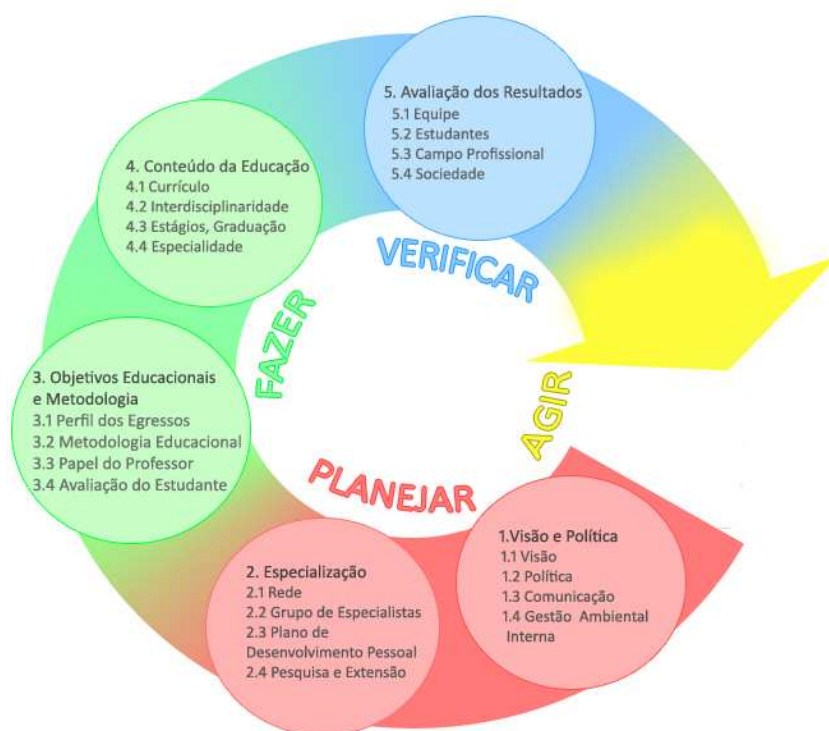 5. Avaliação dos Resultados
5.1 Equipe
5.2 Estudantes
5.3 Campo Profissional
5.4 Sociedade
4. Conteúdo da Educação
4.1 Currículo
4.2 Interdisciplinaridade
4.3 Estágios, Graduação
4.4 Especialidade
VERIFICAR
FAZER
3. Objetivos Educacionais
e Metodologia
3.1 Perfil dos Egressos
3.2 Metodologia Educacional
3.3 Papel do Professor
3.4 Avaliação do Estudante
AGIR
PLANEJAR
1.Visão e Política
1.1 Visão
1.2 Política
1.3 Comunicação
1.4 Gestão Ambiental
Interna
2. Especialização
2.1 Rede
2.2 Grupo de Especialistas
2.3 Plano de
Desenvolvimento Pessoal
2.4 Pesquisa e Extensão